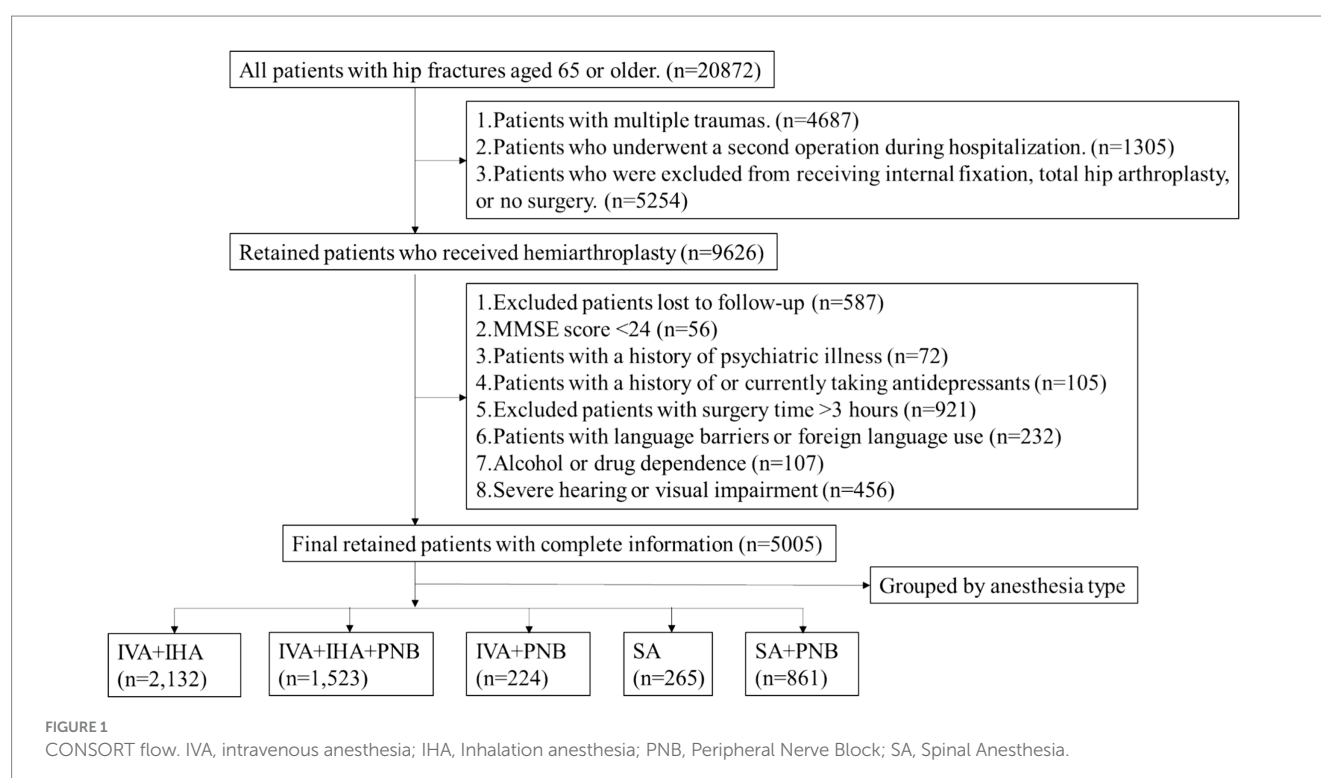 All patients with hip fractures aged 65 or older. (n=20872)
1.Patients with multiple traumas. (n=4687)
2.Patients who underwent a second operation during hospitalization. (n=1305)
3.Patients who were excluded from receiving internal fixation, total hip arthroplasty,
or no surgery. (n=5254)
Retained patients who received hemiarthroplasty (n=9626)
1.Excluded patients lost to follow-up (n=587)
2.MMSE score <24 (n=56)
3.Patients with a history of psychiatric illness (n=72)
4.Patients with a history of or currently taking antidepressants (n=105)
5.Excluded patients with surgery time >3 hours (n=921)
6.Patients with language barriers or foreign language use (n=232)
7.Alcohol or drug dependence (n=107)
8.Severe hearing or visual impairment (n=456)
Final retained patients with complete information (n=5005)
Grouped by anesthesia type
IVA+IHA
(n=2,132)
IVA+IHA+PNB
(n=1,523)
IVA+PNB
(n=224)
SA
(n=265)
SA+PNB
(n=861)
FIGURE 1
CONSORT flow. IVA, intravenous anesthesia; IHA, Inhalation anesthesia; PNB, Peripheral Nerve Block; SA, Spinal Anesthesia.